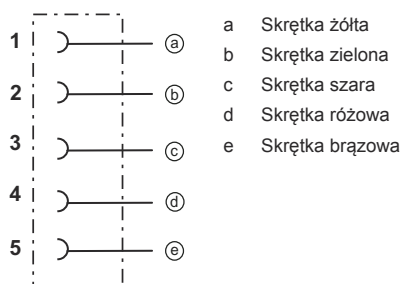 1 ⓐ
2 ⓑ
3 ⓒ
4 ⓓ
5 ⓔ
a Skrętka żółta
b Skrętka zielona
c Skrętka szara
d Skrętka różowa
e Skrętka brązowa